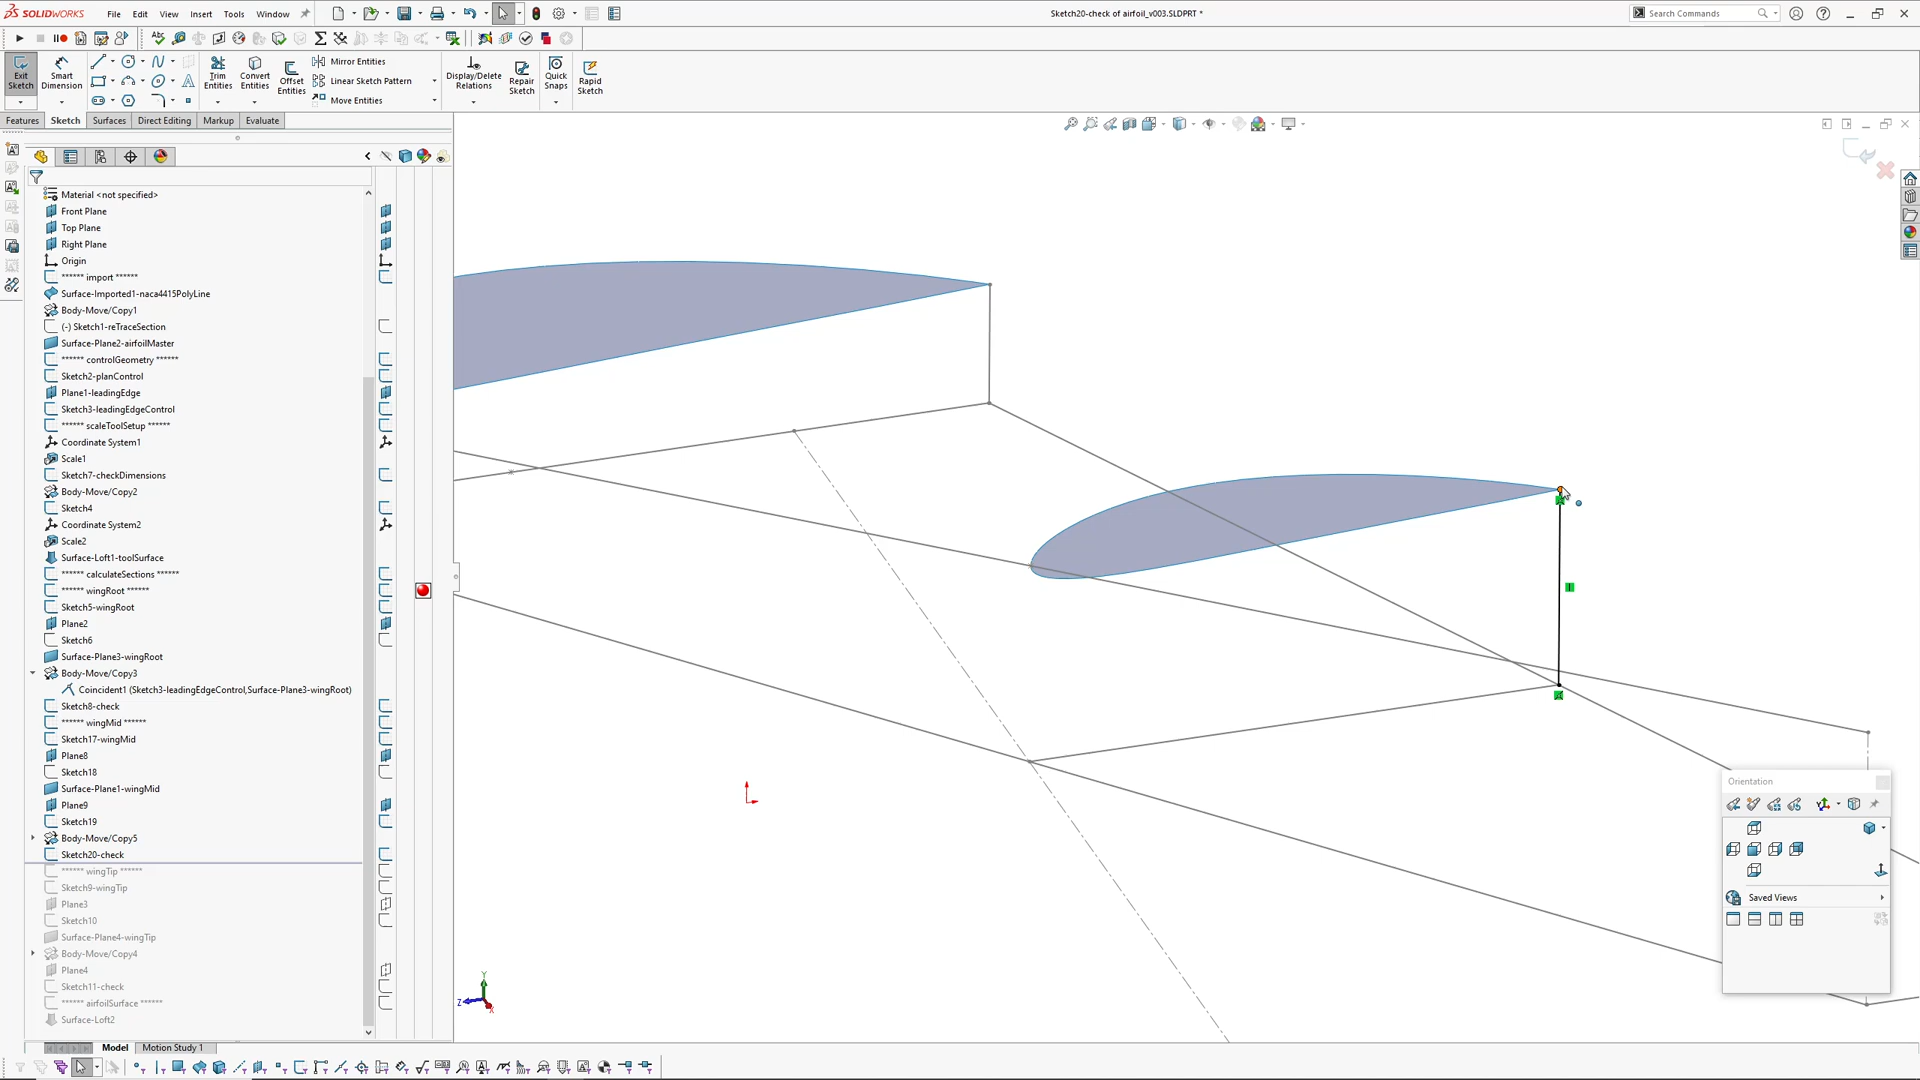 SOLIDWORKS
File
Edit
View
Insert
Tools
Window
Sketch20-check of airfoil_v003.SLDPRT *
Search Commands
Exit Sketch
Smart Dimension
Trim Entities
Convert Entities
Offset Entities
Mirror Entities
Linear Sketch Pattern
Move Entities
Display/Delete Relations
Repair Sketch
Quick Snaps
Rapid Sketch
Features
Sketch
Surfaces
Direct Editing
Markup
Evaluate
Material <not specified>
Front Plane
Top Plane
Right Plane
Origin
****** import ******
Surface-Imported1-naca4415PolyLine
Body-Move/Copy1
(-) Sketch1-reTraceSection
Surface-Plane2-airfoilMaster
****** controlGeometry ******
Sketch2-planControl
Plane1-leadingEdge
Sketch3-leadingEdgeControl
****** scaleToolSetup ******
Coordinate System1
Scale1
Sketch7-checkDimensions
Body-Move/Copy2
Sketch4
Coordinate System2
Scale2
Surface-Loft1-toolSurface
****** calculateSections ******
****** wingRoot ******
Sketch5-wingRoot
Plane2
Sketch6
Surface-Plane3-wingRoot
Body-Move/Copy3
Coincident1 (Sketch3-leadingEdgeControl,Surface-Plane3-wingRoot)
Sketch8-check
****** wingMid ******
Sketch17-wingMid
Plane8
Sketch18
Surface-Plane1-wingMid
Plane9
Sketch19
Body-Move/Copy5
Sketch20-check
****** wingTip ******
Sketch9-wingTip
Plane3
Sketch10
Surface-Plane4-wingTip
Body-Move/Copy4
Plane4
Sketch11-check
****** airfoilSurface ******
Surface-Loft2
Orientation
Saved Views
Y
Z
X
Model
Motion Study 1